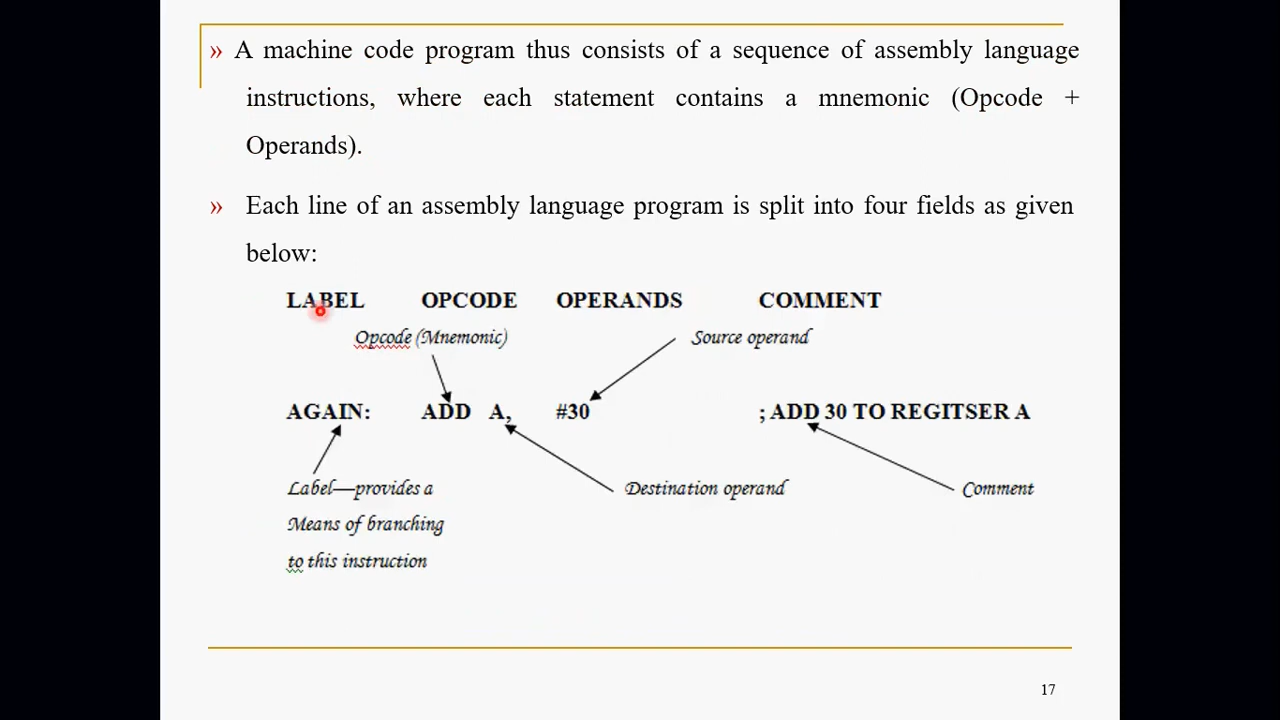 » A machine code program thus consists of a sequence of assembly language
instructions, where each statement contains a mnemonic (Opcode +
Operands).
» Each line of an assembly language program is split into four fields as given
below:
LABEL OPCODE OPERANDS COMMENT
Opcode (Mnemonic) Source operand
AGAIN: ADD A, #30 ; ADD 30 TO REGITSER A
Label—provides a Destination operand Comment
Means of branching
to this instruction
17